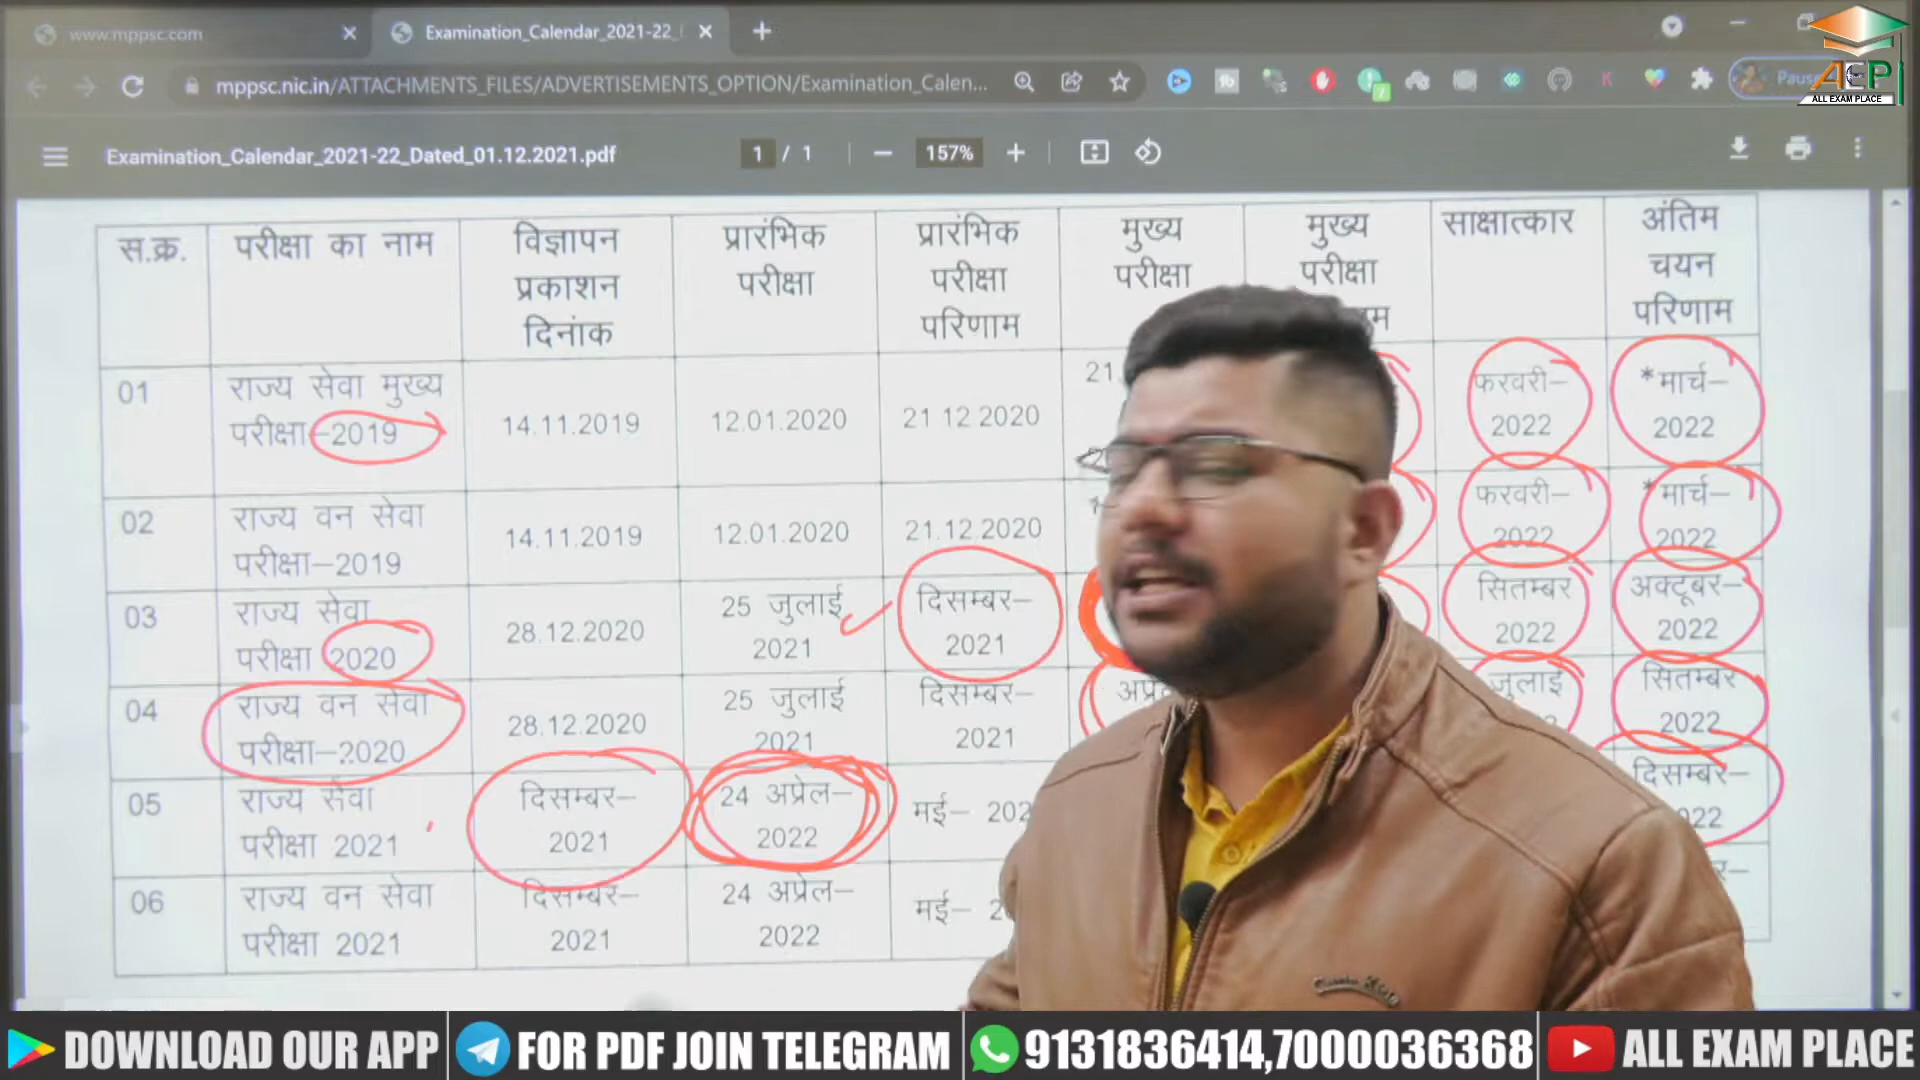 www.mppsc.com
Examination_Calendar_2021-22_
mppsc.nic.in/ATTACHMENTS_FILES/ADVERTISEMENTS_OPTION/Examination_Calen...
AEP
ALL EXAM PLACE
Examination_Calendar_2021-22_Dated_01.12.2021.pdf
1 / 1
157%
स.क्र.
परीक्षा का नाम
विज्ञापन
प्रकाशन
दिनांक
प्रारंभिक
परीक्षा
प्रारंभिक
परीक्षा
परिणाम
मुख्य
परीक्षा
मुख्य
परीक्षा
साक्षात्कार
अंतिम
चयन
परिणाम
01
राज्य सेवा मुख्य
परीक्षा–2019
14.11.2019
12.01.2020
21 12 2020
21.
फरवरी–
2022
*मार्च–
2022
02
राज्य वन सेवा
परीक्षा–2019
14.11.2019
12.01.2020
21.12.2020
फरवरी–
2022
*मार्च–
2022
03
राज्य सेवा
परीक्षा 2020
28.12.2020
25 जुलाई
2021
दिसम्बर–
2021
सितम्बर
2022
अक्टूबर–
2022
04
राज्य वन सेवा
परीक्षा–2020
28.12.2020
25 जुलाई
2021
दिसम्बर–
2021
जुलाई
सितम्बर
2022
05
राज्य सेवा
परीक्षा 2021
दिसम्बर–
2021
24 अप्रेल–
2022
मई– 202
दिसम्बर–
2022
06
राज्य वन सेवा
परीक्षा 2021
दिसम्बर–
2021
24 अप्रेल–
2022
मई– 2
DOWNLOAD OUR APP
FOR PDF JOIN TELEGRAM
9131836414,7000036368
ALL EXAM PLACE